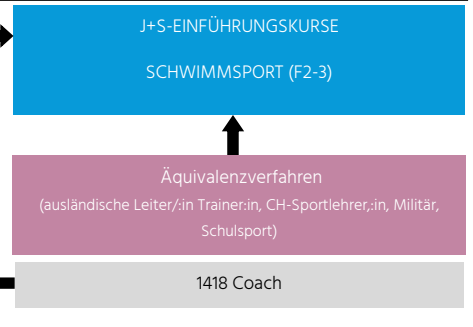 J+S-EINFÜHRUNGSKURSE
SCHWIMMSPORT (F2-3)
Äquivalenzverfahren
(ausländische Leiter/:in Trainer:in, CH-Sportlehrer,:in, Militär,
Schulsport)
1418 Coach